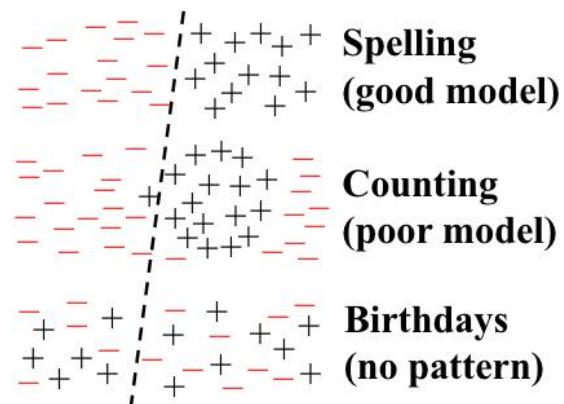 Spelling
(good model)
Counting
(poor model)
Birthdays
(no pattern)